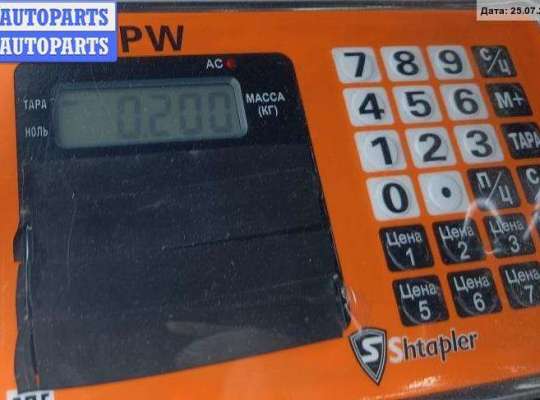 AUTOPARTS
AUTOPARTS
Дата: 25.07.2
PW
AC
ТАРА
НОЛЬ
0.200
МАССА
(КГ)
7 8 9 С/Ц
4 5 6 М+
1 2 3 ТАРА
0 • П/Ц С
Цена 1 Цена 2 Цена 3
Цена 5 Цена 6 Цена 7
S Shtapler